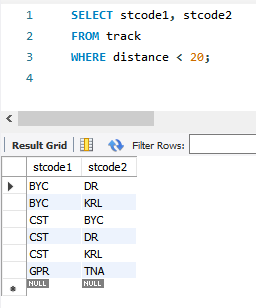 1 SELECT stcode1, stcode2
2 FROM track
3 WHERE distance < 20;
4
Result Grid Filter Rows:
stcode1 stcode2
BYC DR
BYC KRL
CST BYC
CST DR
CST KRL
GPR TNA
NULL NULL